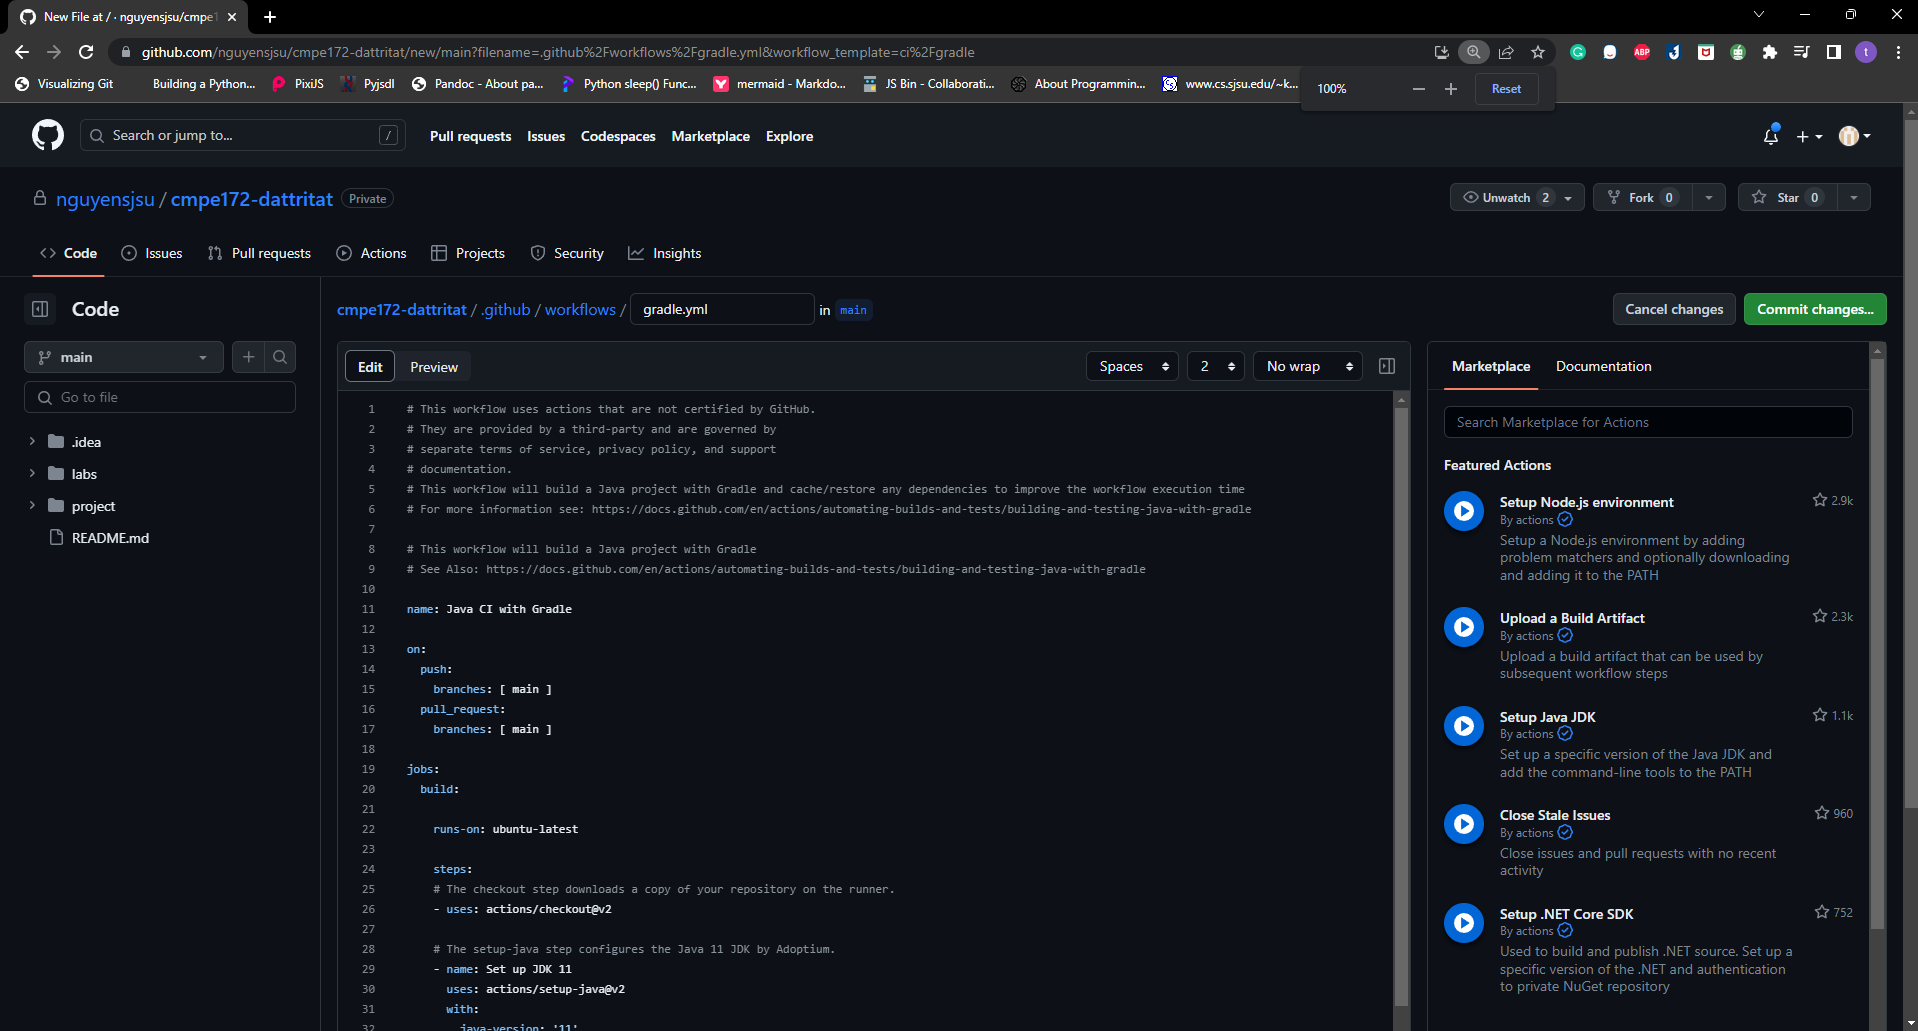 New File at / · nguyensjsu/cmpe1
github.com/nguyensjsu/cmpe172-dattritat/new/main?filename=.github%2Fworkflows%2Fgradle.yml&workflow_template=ci%2Fgradle
ABP
t
Visualizing Git
Building a Python...
PixiJS
Pyjsdl
Pandoc - About pa...
Python sleep() Func...
mermaid - Markdo...
JS Bin - Collaborati...
About Programmin...
www.cs.sjsu.edu/~k...
100%
Reset
Search or jump to...
/
Pull requests
Issues
Codespaces
Marketplace
Explore
nguyensjsu / cmpe172-dattritat
Private
Unwatch 2
Fork 0
Star 0
Code
Issues
Pull requests
Actions
Projects
Security
Insights
Code
main
Go to file
.idea
labs
project
README.md
cmpe172-dattritat / .github / workflows / gradle.yml in main
Cancel changes
Commit changes...
Edit
Preview
Spaces
2
No wrap
1 # This workflow uses actions that are not certified by GitHub.
2 # They are provided by a third-party and are governed by
3 # separate terms of service, privacy policy, and support
4 # documentation.
5 # This workflow will build a Java project with Gradle and cache/restore any dependencies to improve the workflow execution time
6 # For more information see: https://docs.github.com/en/actions/automating-builds-and-tests/building-and-testing-java-with-gradle
7
8 # This workflow will build a Java project with Gradle
9 # See Also: https://docs.github.com/en/actions/automating-builds-and-tests/building-and-testing-java-with-gradle
10
11 name: Java CI with Gradle
12
13 on:
14 push:
15 branches: [ main ]
16 pull_request:
17 branches: [ main ]
18
19 jobs:
20 build:
21
22 runs-on: ubuntu-latest
23
24 steps:
25 # The checkout step downloads a copy of your repository on the runner.
26 - uses: actions/checkout@v2
27
28 # The setup-java step configures the Java 11 JDK by Adoptium.
29 - name: Set up JDK 11
30 uses: actions/setup-java@v2
31 with:
32 java-version: '11'
Marketplace
Documentation
Search Marketplace for Actions
Featured Actions
Setup Node.js environment
2.9k
By actions
Setup a Node.js environment by adding
problem matchers and optionally downloading
and adding it to the PATH
Upload a Build Artifact
2.3k
By actions
Upload a build artifact that can be used by
subsequent workflow steps
Setup Java JDK
1.1k
By actions
Set up a specific version of the Java JDK and
add the command-line tools to the PATH
Close Stale Issues
960
By actions
Close issues and pull requests with no recent
activity
Setup .NET Core SDK
752
By actions
Used to build and publish .NET source. Set up a
specific version of the .NET and authentication
to private NuGet repository